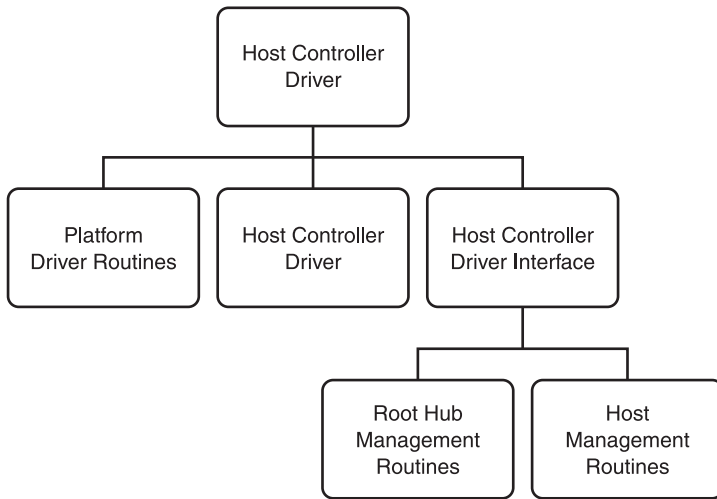 Host Controller
Driver
Platform
Driver Routines
Host Controller
Driver
Host Controller
Driver Interface
Root Hub
Management
Routines
Host
Management
Routines